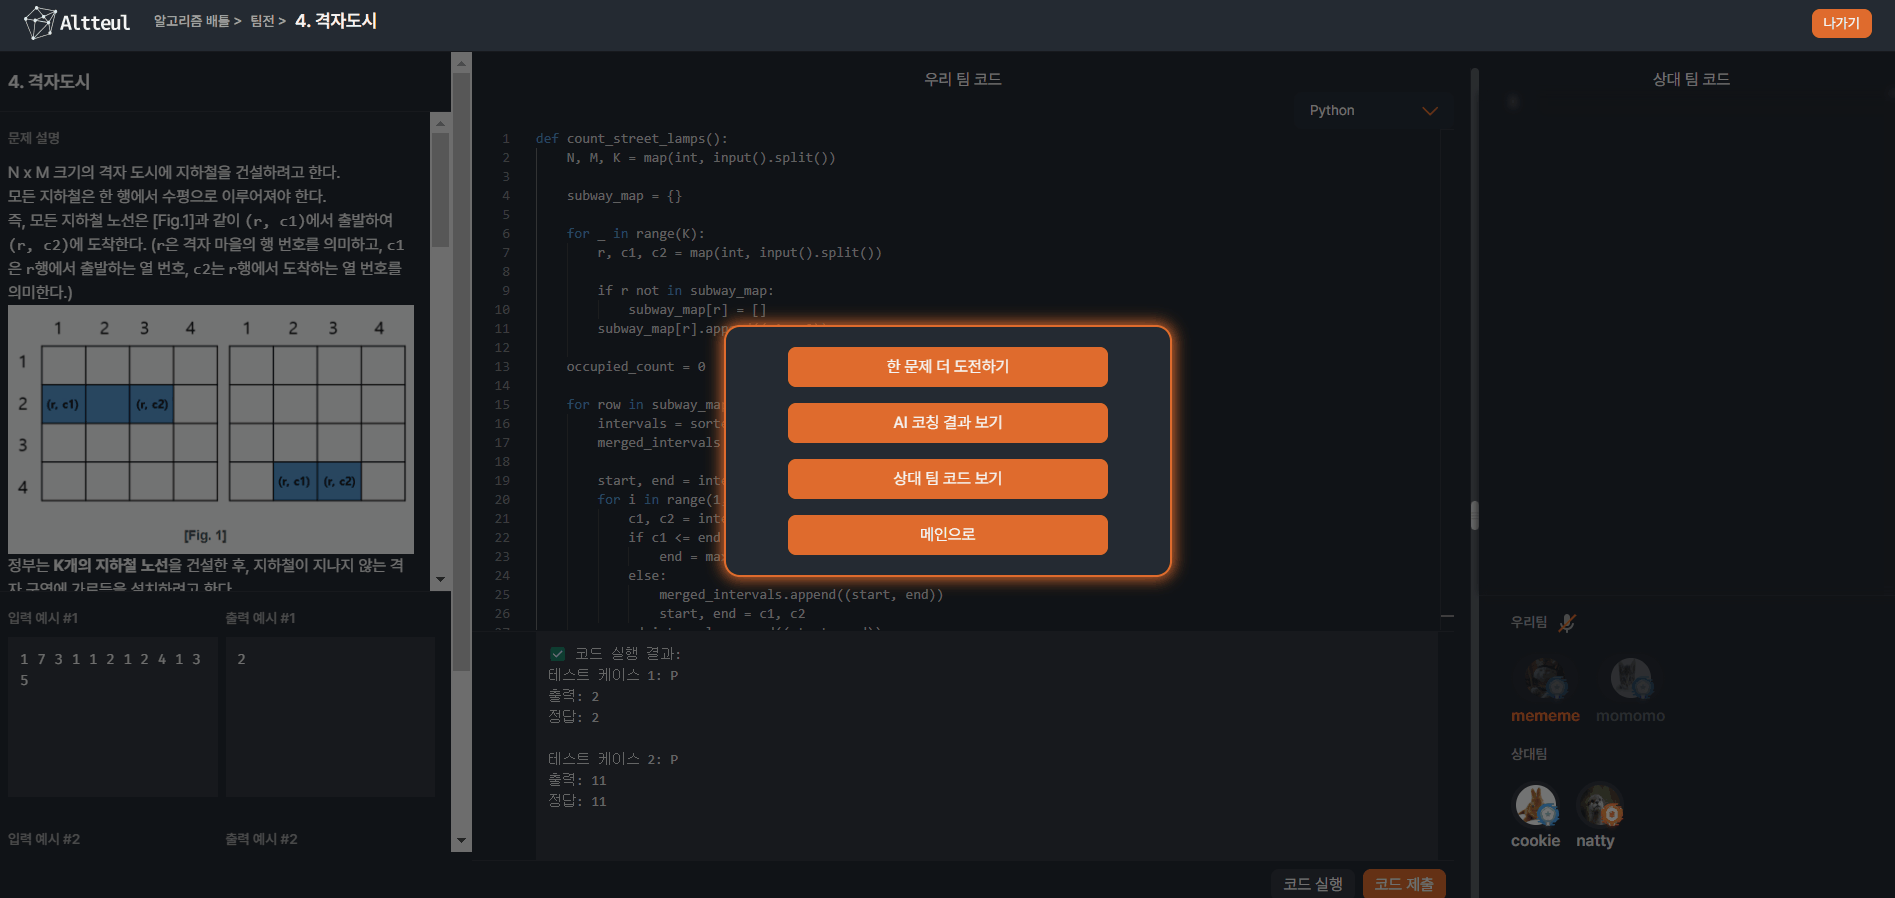 Altteul
알고리즘 배틀 > 팀전 > 4. 격자도시
나가기
4. 격자도시
문제 설명
N x M 크기의 격자 도시에 지하철을 건설하려고 한다.
모든 지하철은 한 행에서 수평으로 이루어져야 한다.
즉, 모든 지하철 노선은 [Fig.1]과 같이 (r, c1)에서 출발하여
(r, c2)에 도착한다. (r은 격자 마을의 행 번호를 의미하고, c1
은 r행에서 출발하는 열 번호, c2는 r행에서 도착하는 열 번호를
의미한다.)
1 2 3 4 1 2 3 4
1
2 (r, c1) (r, c2)
3
4 (r, c1) (r, c2)
[Fig. 1]
정부는 K개의 지하철 노선을 건설한 후, 지하철이 지나지 않는 격
자 구역에 가로등을 설치하려고 한다.
입력 예시 #1
출력 예시 #1
1 7 3 1 1 2 1 2 4 1 3
5
2
입력 예시 #2
출력 예시 #2
우리 팀 코드
Python
1 def count_street_lamps():
2 N, M, K = map(int, input().split())
3
4 subway_map = {}
5
6 for _ in range(K):
7 r, c1, c2 = map(int, input().split())
8
9 if r not in subway_map:
10 subway_map[r] = []
11 subway_map[r].app
12
13 occupied_count = 0
14
15 for row in subway_ma
16 intervals = sort
17 merged_intervals
18
19 start, end = int
20 for i in range(1
21 c1, c2 = int
22 if c1 <= end
23 end = ma
24 else:
25 merged_intervals.append((start, end))
26 start, end = c1, c2
한 문제 더 도전하기
AI 코칭 결과 보기
상대 팀 코드 보기
메인으로
✅ 코드 실행 결과:
테스트 케이스 1: P
출력: 2
정답: 2
테스트 케이스 2: P
출력: 11
정답: 11
코드 실행
코드 제출
상대 팀 코드
우리팀
mememe momomo
상대팀
cookie natty